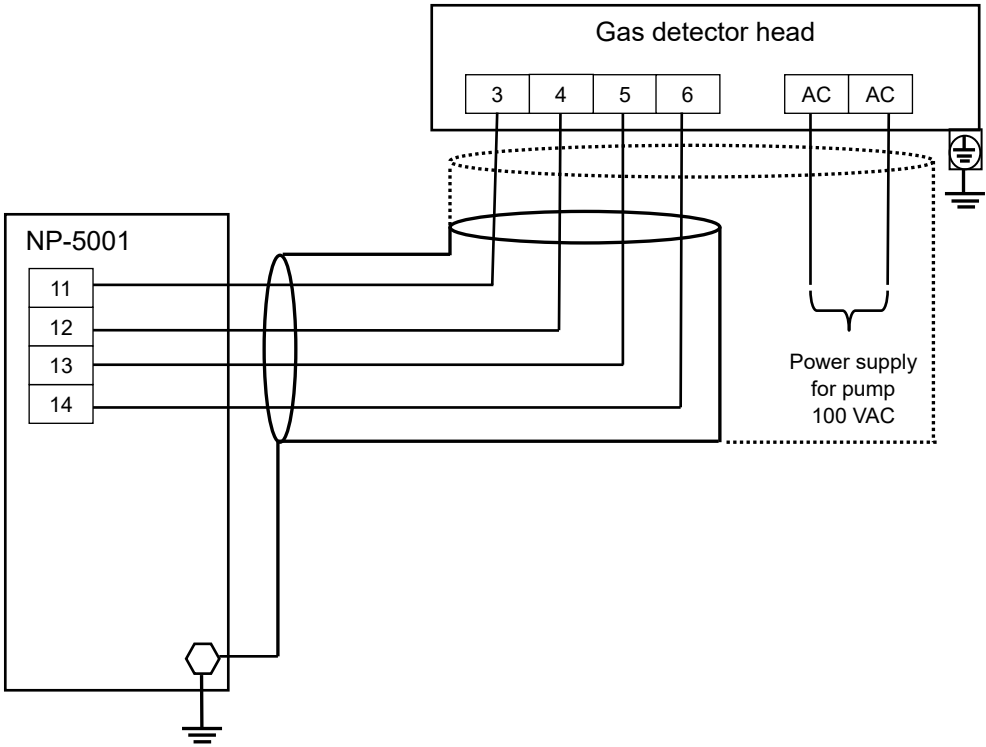 Gas detector head
3 4 5 6 AC AC
NP-5001
11
12
13
14
Power supply
for pump
100 VAC